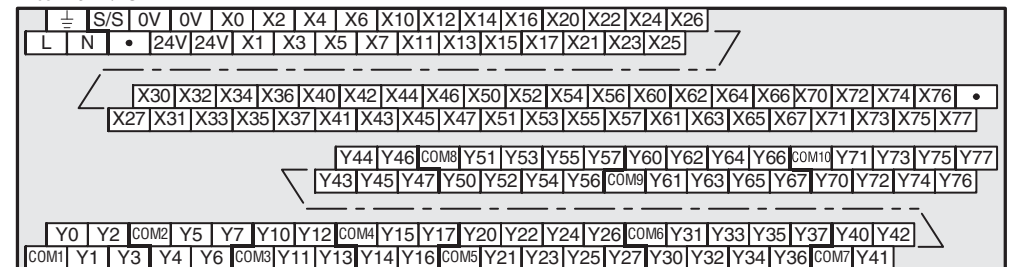 ⏚ S/S 0V 0V X0 X2 X4 X6 X10 X12 X14 X16 X20 X22 X24 X26
L N • 24V 24V X1 X3 X5 X7 X11 X13 X15 X17 X21 X23 X25
X30 X32 X34 X36 X40 X42 X44 X46 X50 X52 X54 X56 X60 X62 X64 X66 X70 X72 X74 X76 •
X27 X31 X33 X35 X37 X41 X43 X45 X47 X51 X53 X55 X57 X61 X63 X65 X67 X71 X73 X75 X77
Y44 Y46 COM8 Y51 Y53 Y55 Y57 Y60 Y62 Y64 Y66 COM10 Y71 Y73 Y75 Y77
Y43 Y45 Y47 Y50 Y52 Y54 Y56 COM9 Y61 Y63 Y65 Y67 Y70 Y72 Y74 Y76
Y0 Y2 COM2 Y5 Y7 Y10 Y12 COM4 Y15 Y17 Y20 Y22 Y24 Y26 COM6 Y31 Y33 Y35 Y37 Y40 Y42
COM1 Y1 Y3 Y4 Y6 COM3 Y11 Y13 Y14 Y16 COM5 Y21 Y23 Y25 Y27 Y30 Y32 Y34 Y36 COM7 Y41